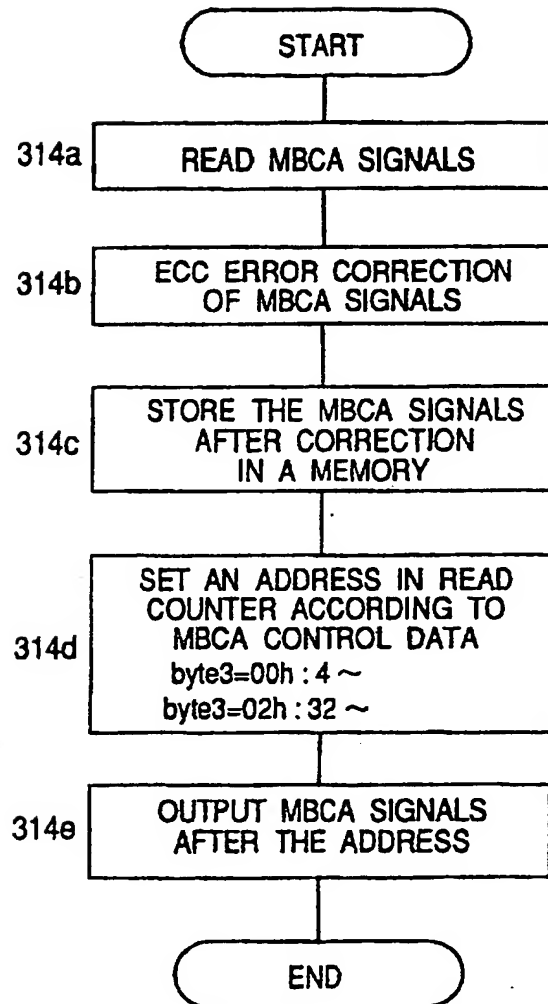 START
314a
READ MBCA SIGNALS
314b
ECC ERROR CORRECTION
OF MBCA SIGNALS
314c
STORE THE MBCA SIGNALS
AFTER CORRECTION
IN A MEMORY
314d
SET AN ADDRESS IN READ
COUNTER ACCORDING TO
MBCA CONTROL DATA
byte3=00h : 4 ~
byte3=02h : 32 ~
314e
OUTPUT MBCA SIGNALS
AFTER THE ADDRESS
END